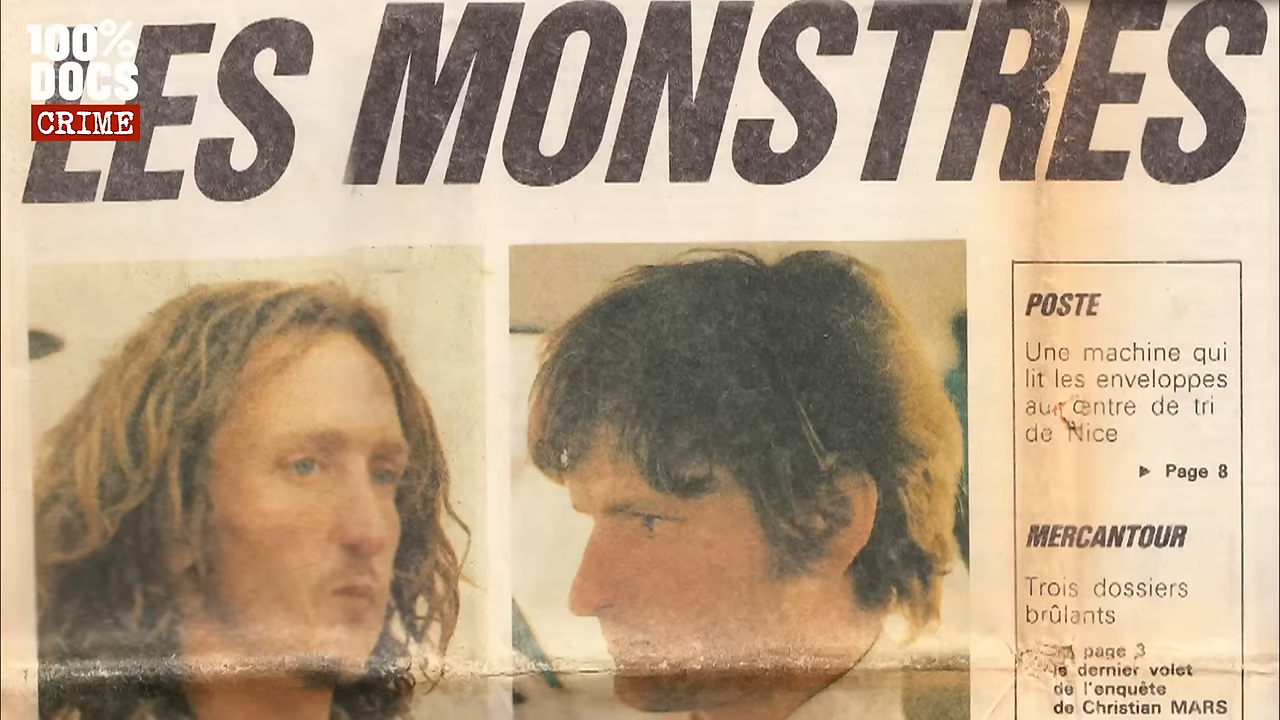 100%
DOCS
CRIME
LES MONSTRES
POSTE
Une machine qui
lit les enveloppes
au centre de tri
de Nice
► Page 8
MERCANTOUR
Trois dossiers
brûlants
page 3
le dernier volet
de l'enquête
de Christian MARS